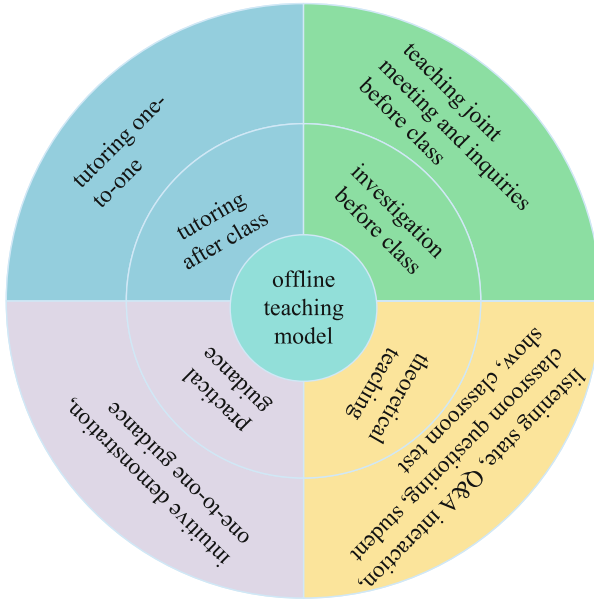 offline
teaching
model
investigation
before class
teaching joint
meeting and inquiries
before class
theoretical
teaching
listening state, Q&A interaction,
classroom questioning, student
show, classroom test
practical
guidance
intuitive demonstration,
one-to-one guidance
tutoring
after class
tutoring one-
to-one